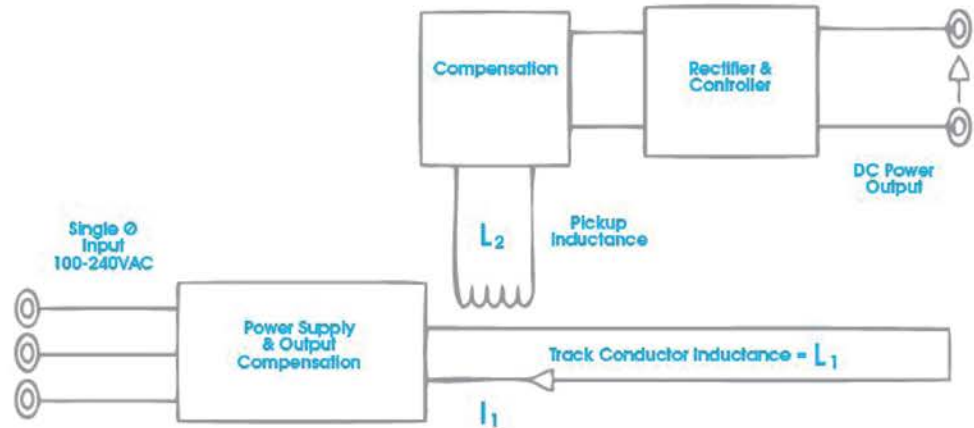 Compensation
Rectifier &
Controller
DC Power
Output
Single Ø
Input
100-240VAC
L2
Pickup
Inductance
Power Supply
& Output
Compensation
Track Conductor Inductance = L1
I1